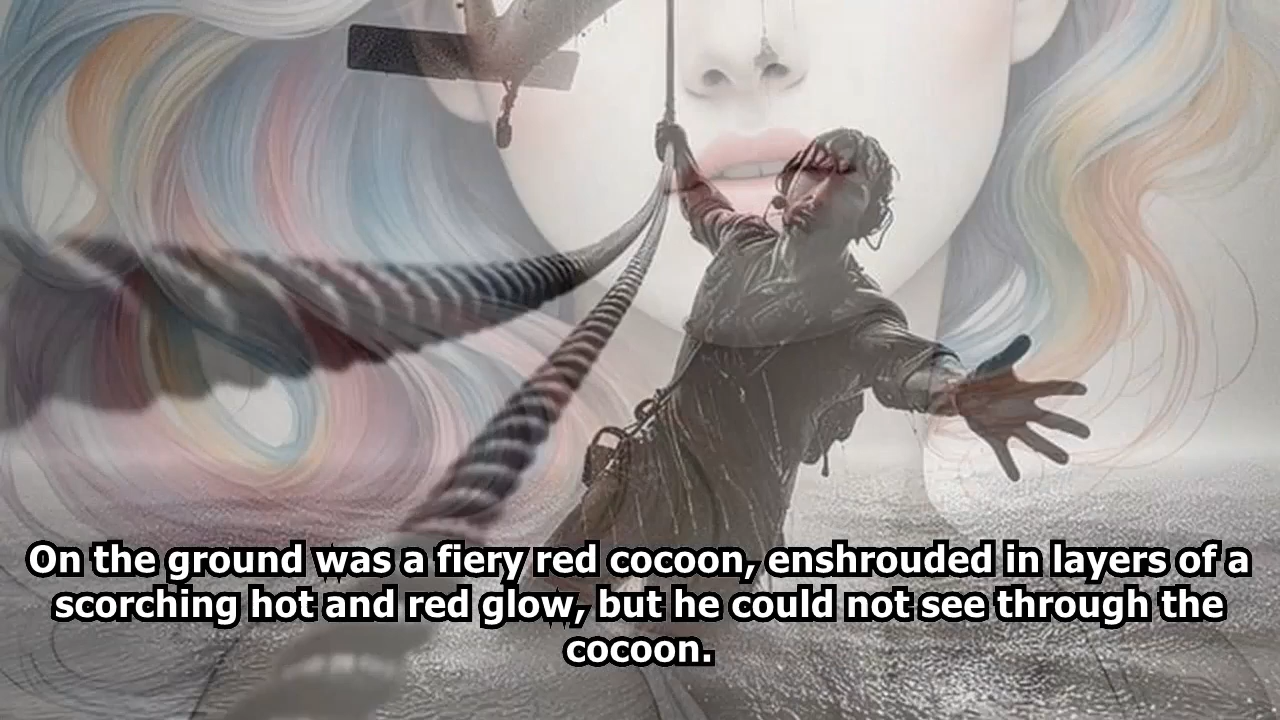 On the ground was a fiery red cocoon, enshrouded in layers of a
scorching hot and red glow, but he could not see through the
cocoon.